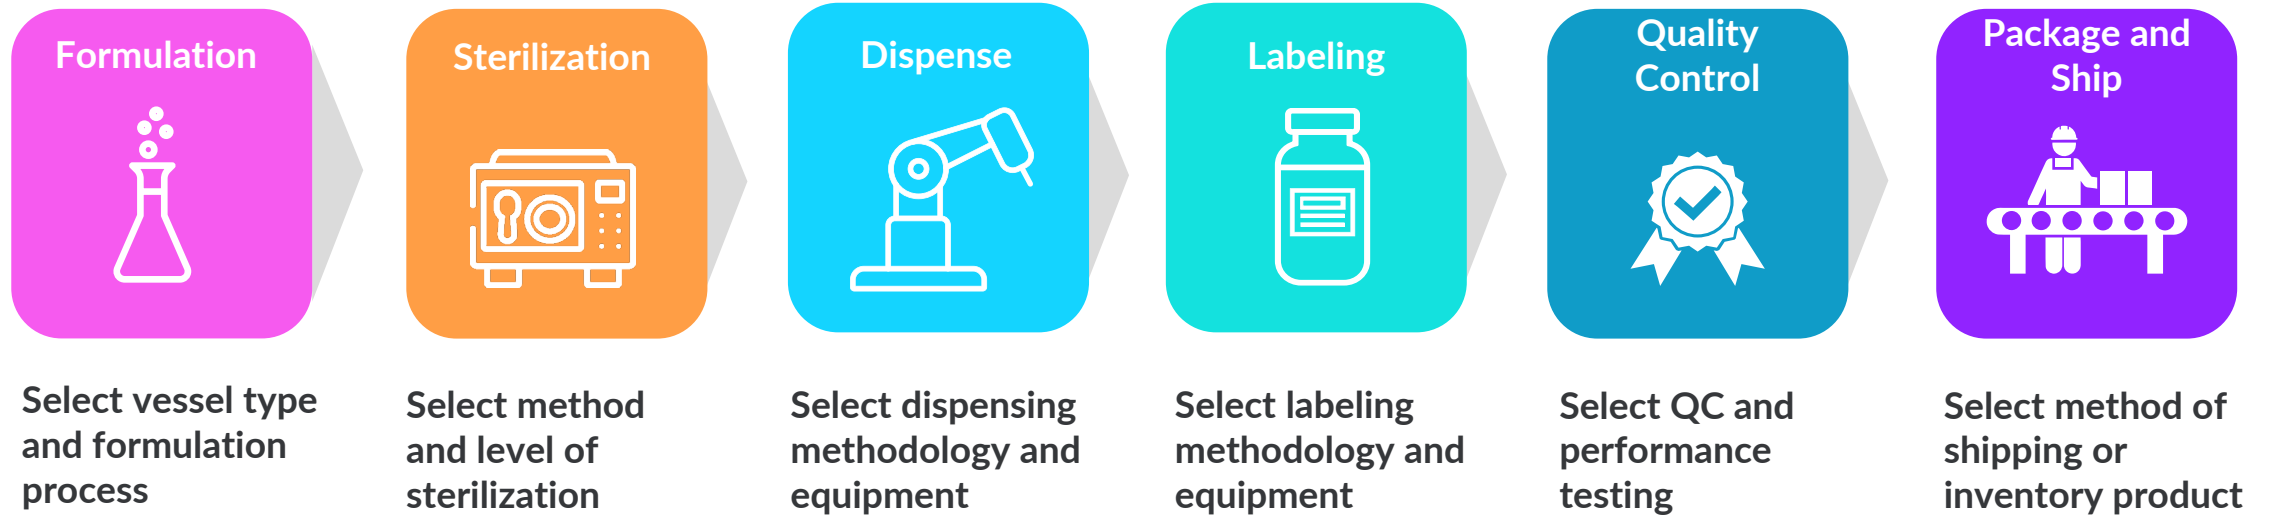 Formulation
Sterilization
Dispense
Labeling
Quality
Control
Package and
Ship
Select vessel type
and formulation
process
Select method
and level of
sterilization
Select dispensing
methodology and
equipment
Select labeling
methodology and
equipment
Select QC and
performance
testing
Select method of
shipping or
inventory product